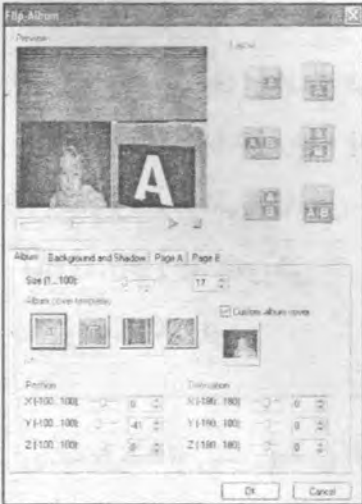 Flip Album
Preview
Layout
A
B
A B
A
B
A
B
A B
A
Album Background and Shadow Page A Page B
Size (1...100): 17
Album cover templates
Custom album cover
Position
Orientation
X (-100...100): 0
X (-180...180): 0
Y (-100...100): -41
Y (-180...180): 0
Z (-100...100): 0
Z (-180...180): 0
OK Cancel